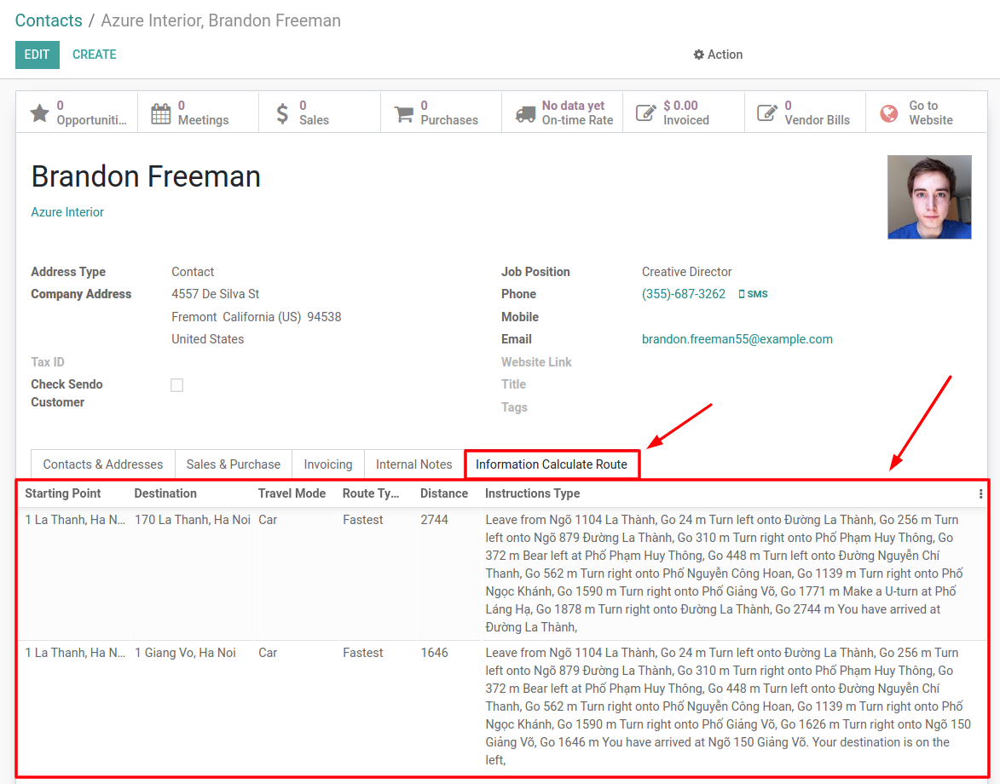 Contacts / Azure Interior, Brandon Freeman
EDIT CREATE Action
0 Opportuniti...
0 Meetings
0 Sales
0 Purchases
No data yet On-time Rate
$ 0.00 Invoiced
0 Vendor Bills
Go to Website
Brandon Freeman
Azure Interior
Address Type Contact
Company Address 4557 De Silva St
Fremont California (US) 94538
United States
Tax ID
Check Sendo
Customer
Job Position Creative Director
Phone (355)-687-3262 SMS
Mobile
Email brandon.freeman55@example.com
Website Link
Title
Tags
Contacts & Addresses Sales & Purchase Invoicing Internal Notes Information Calculate Route
Starting Point Destination Travel Mode Route Ty... Distance Instructions Type
1 La Thanh, Ha N... 170 La Thanh, Ha Noi Car Fastest 2744 Leave from Ngõ 1104 La Thành, Go 24 m Turn left onto Đường La Thành, Go 256 m Turn
left onto Ngõ 879 Đường La Thành, Go 310 m Turn right onto Phố Phạm Huy Thông, Go
372 m Bear left at Phố Phạm Huy Thông, Go 448 m Turn left onto Đường Nguyễn Chí
Thanh, Go 562 m Turn right onto Phố Nguyễn Công Hoan, Go 1139 m Turn right onto Phố
Ngọc Khánh, Go 1590 m Turn right onto Phố Giảng Võ, Go 1771 m Make a U-turn at Phố
Láng Hạ, Go 1878 m Turn right onto Đường La Thành, Go 2744 m You have arrived at
Đường La Thành,
1 La Thanh, Ha N... 1 Giang Vo, Ha Noi Car Fastest 1646 Leave from Ngõ 1104 La Thành, Go 24 m Turn left onto Đường La Thành, Go 256 m Turn
left onto Ngõ 879 Đường La Thành, Go 310 m Turn right onto Phố Phạm Huy Thông, Go
372 m Bear left at Phố Phạm Huy Thông, Go 448 m Turn left onto Đường Nguyễn Chí
Thanh, Go 562 m Turn right onto Phố Nguyễn Công Hoan, Go 1139 m Turn right onto Phố
Ngọc Khánh, Go 1590 m Turn right onto Phố Giảng Võ, Go 1626 m Turn right onto Ngõ 150
Giảng Võ, Go 1646 m You have arrived at Ngõ 150 Giảng Võ. Your destination is on the
left,